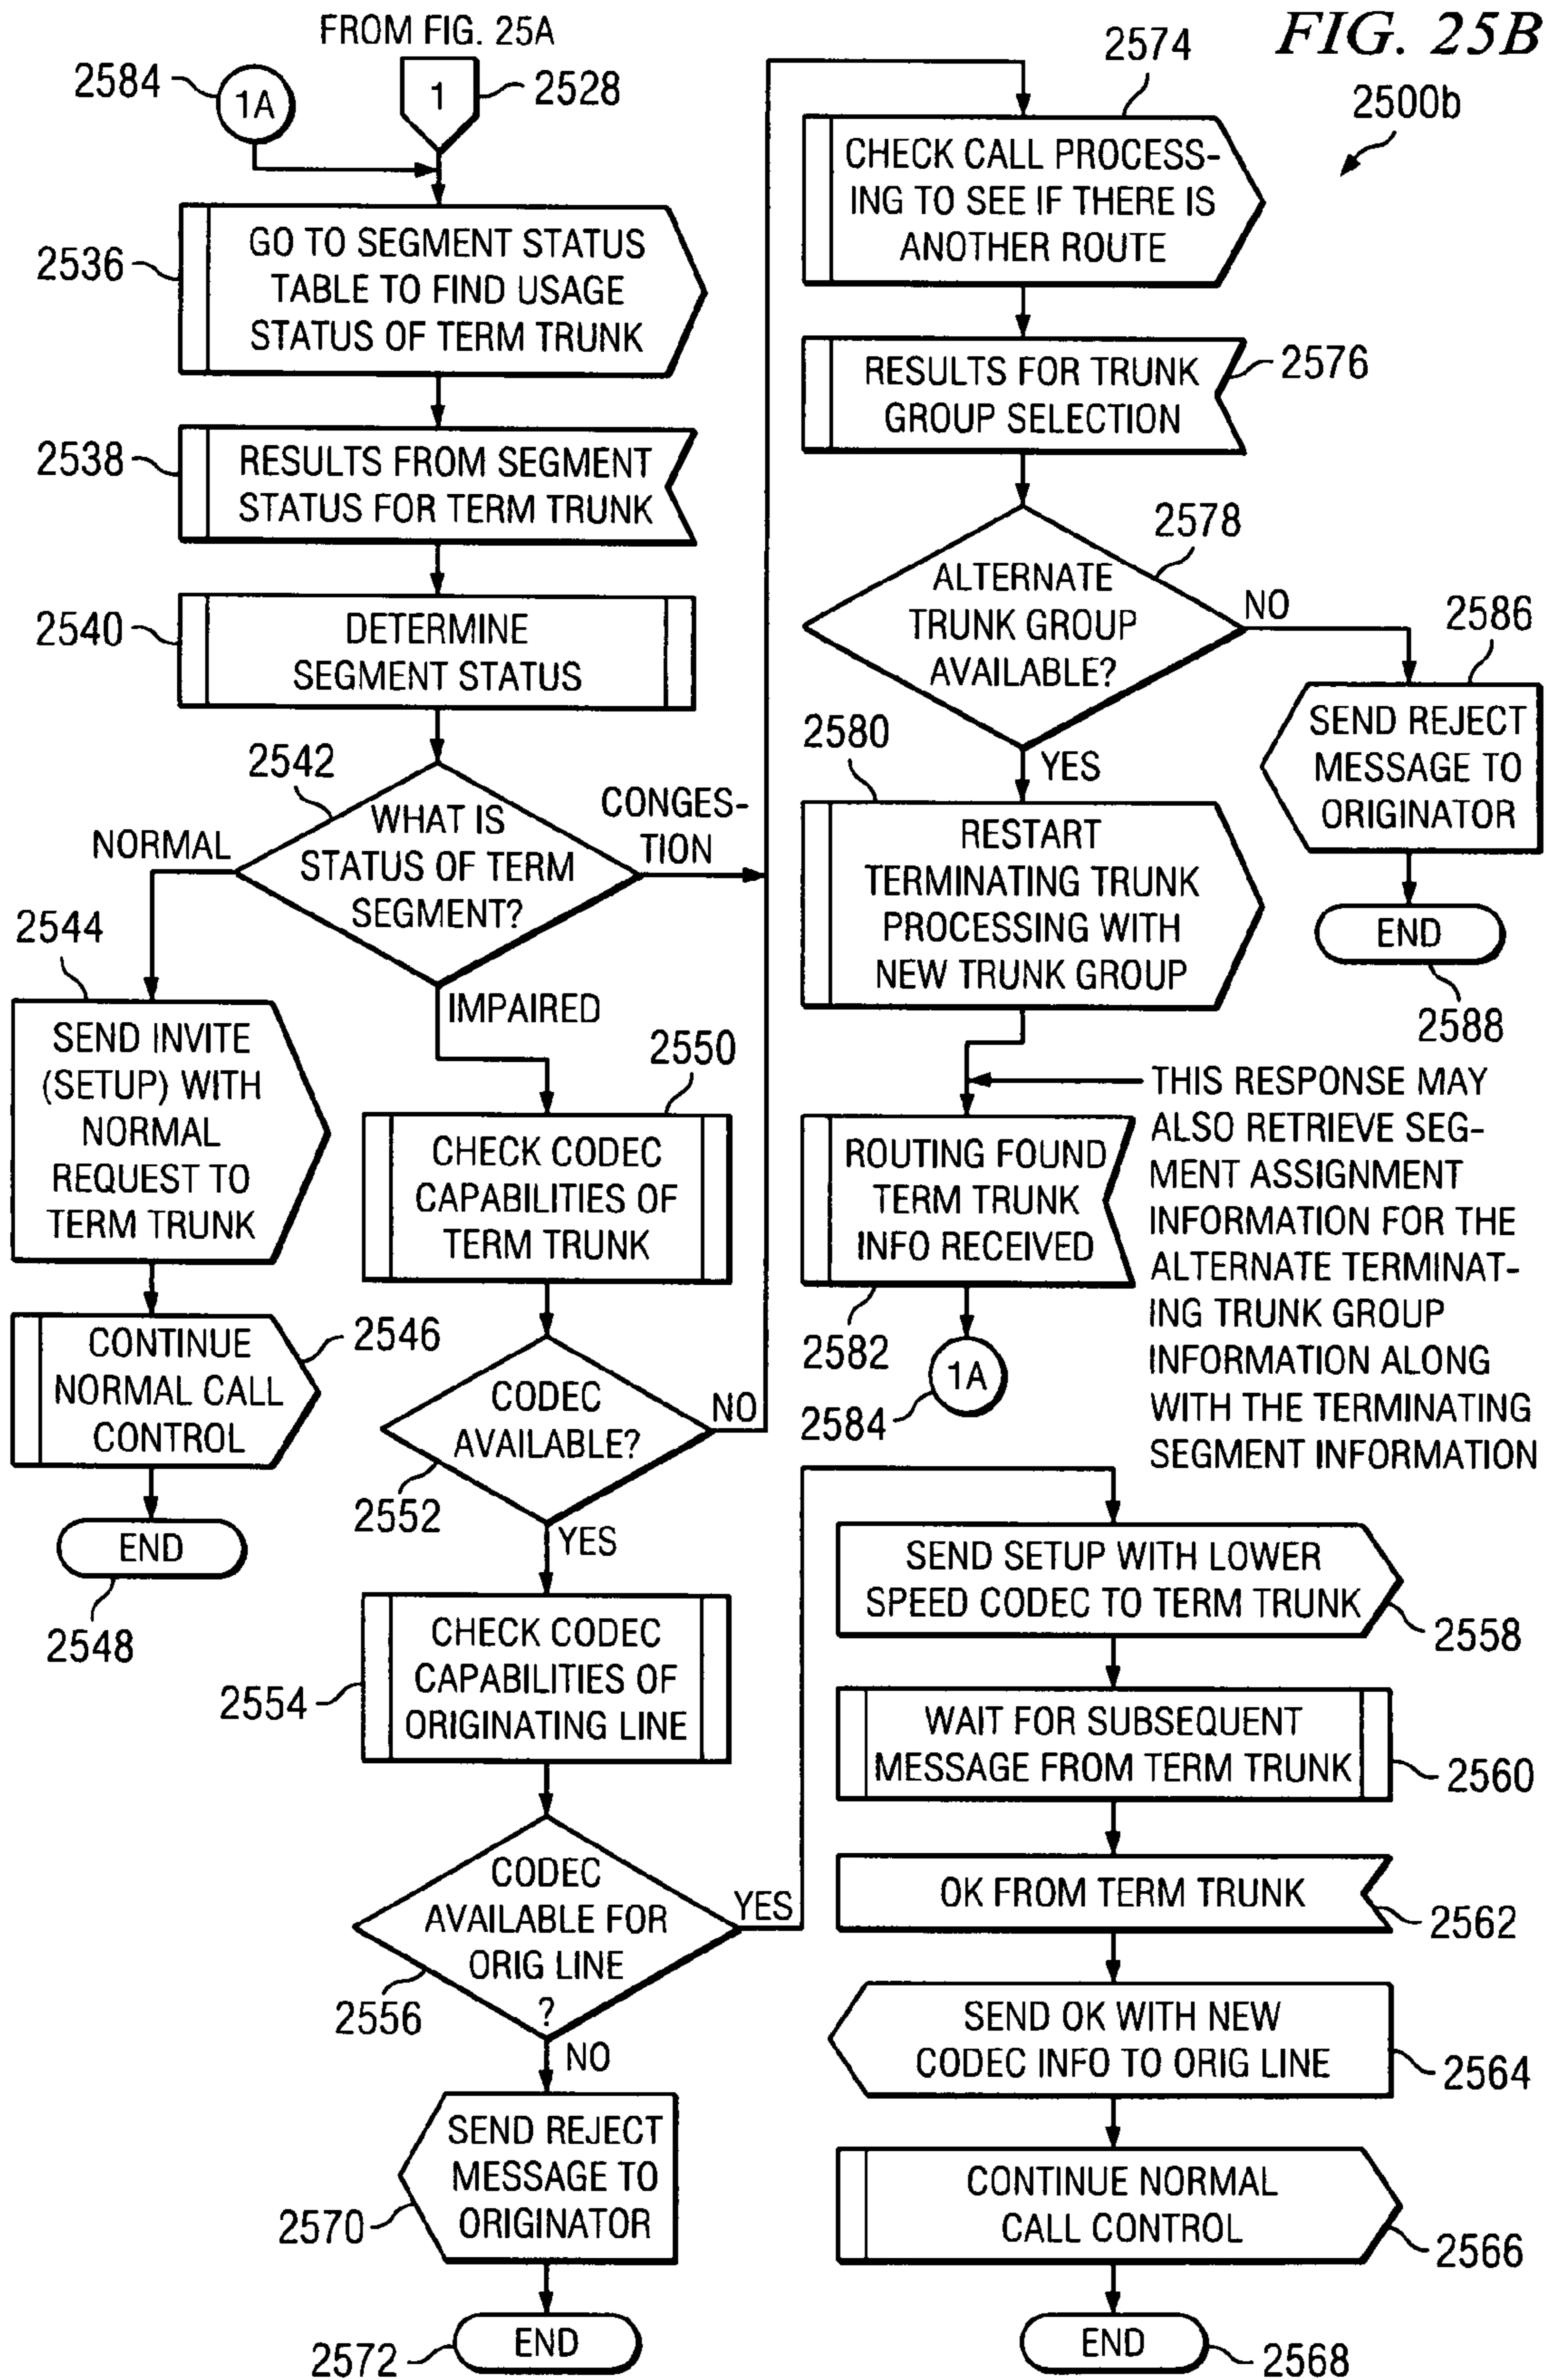 FIG. 25B
2500b
FROM FIG. 25A
2584
1A
1
2528
2536
GO TO SEGMENT STATUS
TABLE TO FIND USAGE
STATUS OF TERM TRUNK
2538
RESULTS FROM SEGMENT
STATUS FOR TERM TRUNK
2540
DETERMINE
SEGMENT STATUS
2542
WHAT IS
STATUS OF TERM
SEGMENT?
NORMAL
CONGES-
TION
IMPAIRED
2544
SEND INVITE
(SETUP) WITH
NORMAL
REQUEST TO
TERM TRUNK
2546
CONTINUE
NORMAL CALL
CONTROL
END
2548
2550
CHECK CODEC
CAPABILITIES OF
TERM TRUNK
CODEC
AVAILABLE?
NO
2552
YES
2554
CHECK CODEC
CAPABILITIES OF
ORIGINATING LINE
CODEC
AVAILABLE FOR
ORIG LINE
?
YES
2556
NO
SEND REJECT
MESSAGE TO
ORIGINATOR
2570
END
2572
2574
CHECK CALL PROCESS-
ING TO SEE IF THERE IS
ANOTHER ROUTE
2576
RESULTS FOR TRUNK
GROUP SELECTION
2578
ALTERNATE
TRUNK GROUP
AVAILABLE?
NO
2586
SEND REJECT
MESSAGE TO
ORIGINATOR
END
2588
YES
2580
RESTART
TERMINATING TRUNK
PROCESSING WITH
NEW TRUNK GROUP
THIS RESPONSE MAY
ALSO RETRIEVE SEG-
MENT ASSIGNMENT
INFORMATION FOR THE
ALTERNATE TERMINAT-
ING TRUNK GROUP
INFORMATION ALONG
WITH THE TERMINATING
SEGMENT INFORMATION
ROUTING FOUND
TERM TRUNK
INFO RECEIVED
2582
1A
2584
SEND SETUP WITH LOWER
SPEED CODEC TO TERM TRUNK
2558
WAIT FOR SUBSEQUENT
MESSAGE FROM TERM TRUNK
2560
OK FROM TERM TRUNK
2562
SEND OK WITH NEW
CODEC INFO TO ORIG LINE
2564
CONTINUE NORMAL
CALL CONTROL
2566
END
2568